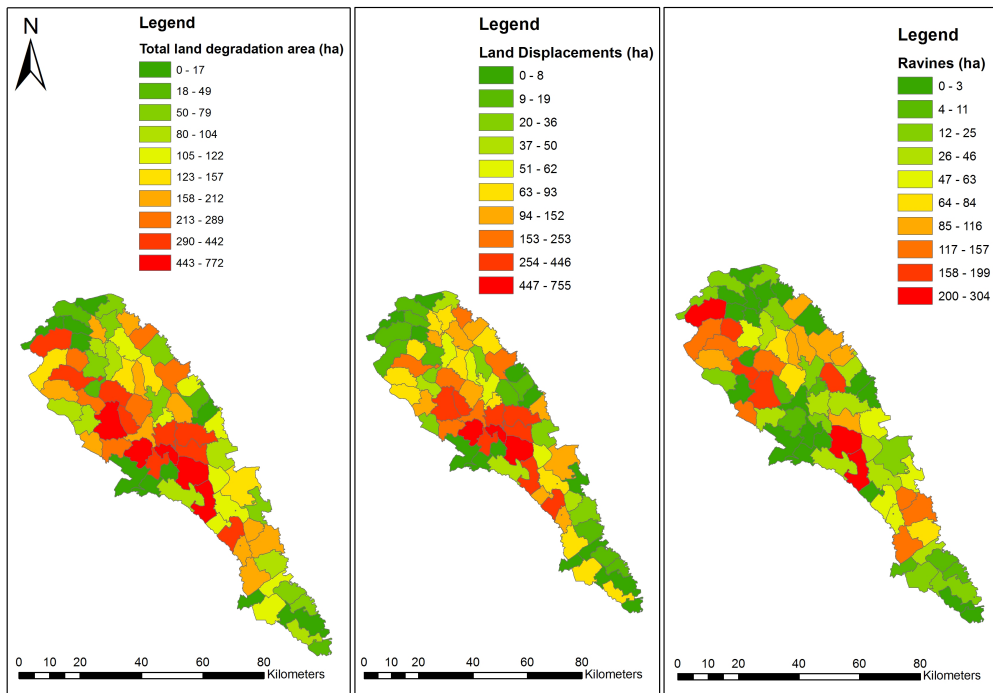 N
Legend
Total land degradation area (ha)
0 - 17
18 - 49
50 - 79
80 - 104
105 - 122
123 - 157
158 - 212
213 - 289
290 - 442
443 - 772
0 20 40 60 80
Kilometers
Legend
Land Displacements (ha)
0 - 8
9 - 19
20 - 36
37 - 50
51 - 62
63 - 93
94 - 152
153 - 253
254 - 446
447 - 755
0 20 40 60 80
Kilometers
Legend
Ravines (ha)
0 - 3
4 - 11
12 - 25
26 - 46
47 - 63
64 - 84
85 - 116
117 - 157
158 - 199
200 - 304
0 20 40 60 80
Kilometers